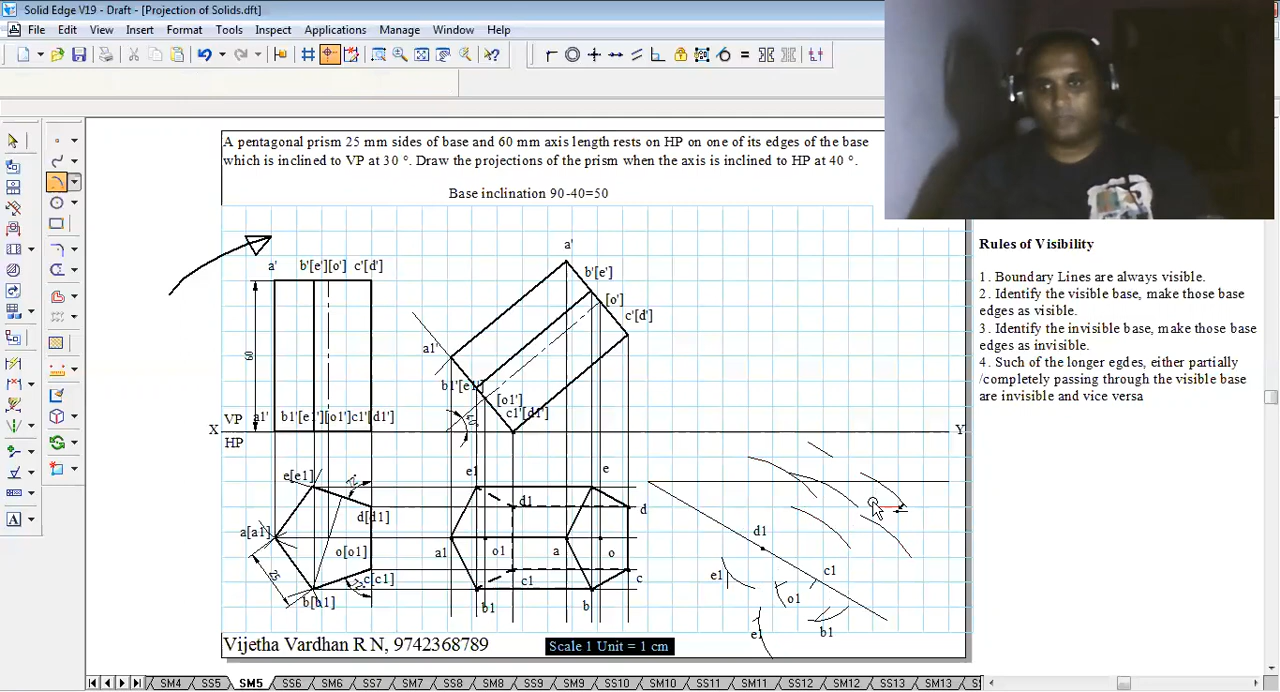 Solid Edge V19 - Draft - [Projection of Solids.dft]
File Edit View Insert Format Tools Inspect Applications Manage Window Help
A pentagonal prism 25 mm sides of base and 60 mm axis length rests on HP on one of its edges of the base
which is inclined to VP at 30 °. Draw the projections of the prism when the axis is inclined to HP at 40 °.
Base inclination 90-40=50
Rules of Visibility
1. Boundary Lines are always visible.
2. Identify the visible base, make those base
edges as visible.
3. Identify the invisible base, make those base
edges as invisible.
4. Such of the longer egdes, either partially
/completely passing through the visible base
are invisible and vice versa
a' b'[e'][o'] c'[d']
60
a1' b1'[e1'][o1']c1'[d1']
VP
X
HP
Y
a'
b'[e']
[o']
c'[d']
a1'
b1'[e1']
[o1']
c1'[d1']
e[e1]
72°
d[d1]
a[a1]
o[o1]
c[c1]
25
b[b1]
e1 e
d1 d
a1 o1 a o
c1 c
b1 b
d1
c1
e1
o1
b1
e1
Vijetha Vardhan R N, 9742368789
Scale 1 Unit = 1 cm
SM4 SS5 SM5 SS6 SM6 SS7 SM7 SS8 SM8 SS9 SM9 SS10 SM10 SS11 SM11 SS12 SM12 SS13 SM13
A